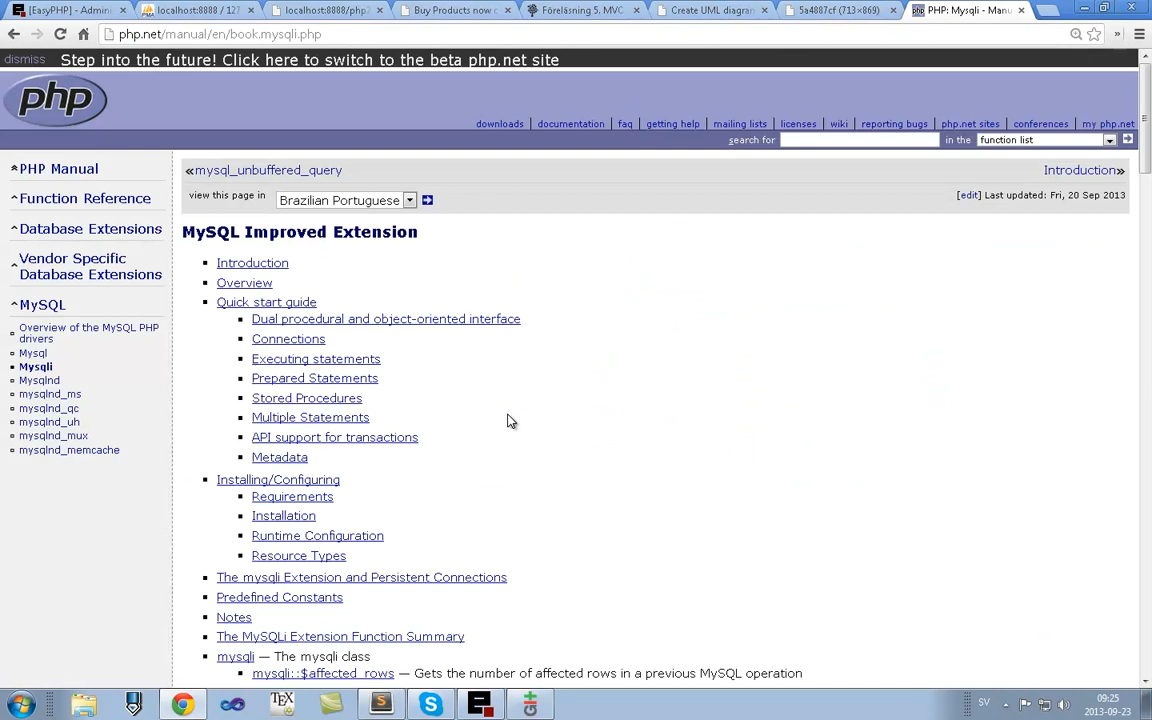 [EasyPHP] - Admini
localhost:8888 / 127
localhost:8888/php?
Buy Products now o
Föreläsning 5, MVC
Create UML diagram
5a4887cf (713×869)
PHP: Mysqli - Manu
php.net/manual/en/book.mysqli.php
dismiss Step into the future! Click here to switch to the beta php.net site
php
downloads | documentation | faq | getting help | mailing lists | licenses | wiki | reporting bugs | php.net sites | conferences | my php.net
search for in the function list
PHP Manual
Function Reference
Database Extensions
Vendor Specific
Database Extensions
MySQL
Overview of the MySQL PHP
drivers
Mysql
Mysqli
Mysqlnd
mysqlnd_ms
mysqlnd_qc
mysqlnd_uh
mysqlnd_mux
mysqlnd_memcache
«mysql_unbuffered_query Introduction»
view this page in Brazilian Portuguese [edit] Last updated: Fri, 20 Sep 2013
MySQL Improved Extension
Introduction
Overview
Quick start guide
Dual procedural and object-oriented interface
Connections
Executing statements
Prepared Statements
Stored Procedures
Multiple Statements
API support for transactions
Metadata
Installing/Configuring
Requirements
Installation
Runtime Configuration
Resource Types
The mysqli Extension and Persistent Connections
Predefined Constants
Notes
The MySQLi Extension Function Summary
mysqli — The mysqli class
mysqli::$affected_rows — Gets the number of affected rows in a previous MySQL operation
SV
09:25
2013-09-23